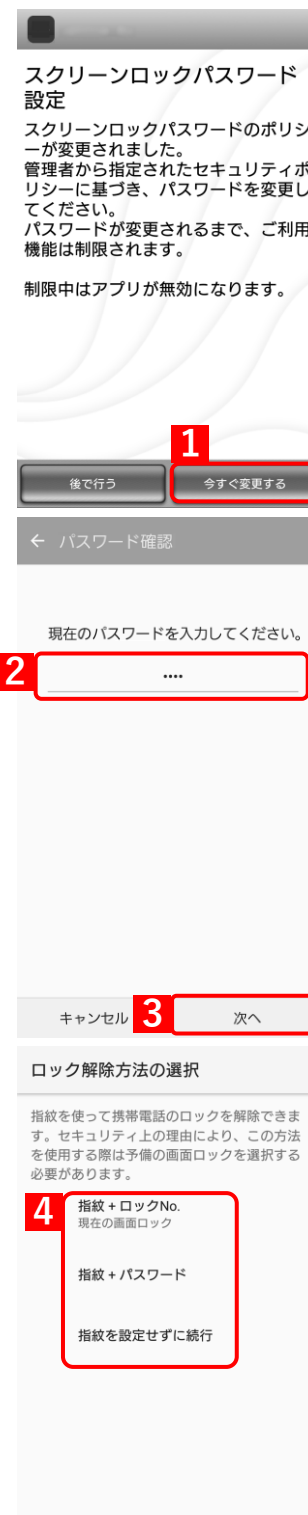 スクリーンロックパスワード
設定
スクリーンロックパスワードのポリシ
ーが変更されました。
管理者から指定されたセキュリティポ
リシーに基づき、パスワードを変更し
てください。
パスワードが変更されるまで、ご利用
機能は制限されます。
制限中はアプリが無効になります。
1
後で行う
今すぐ変更する
← パスワード確認
現在のパスワードを入力してください。
2
••••
キャンセル
3
次へ
ロック解除方法の選択
指紋を使って携帯電話のロックを解除できま
す。セキュリティ上の理由により、この方法
を使用する際は予備の画面ロックを選択する
必要があります。
4
指紋 + ロックNo.
現在の画面ロック
指紋 + パスワード
指紋を設定せずに続行